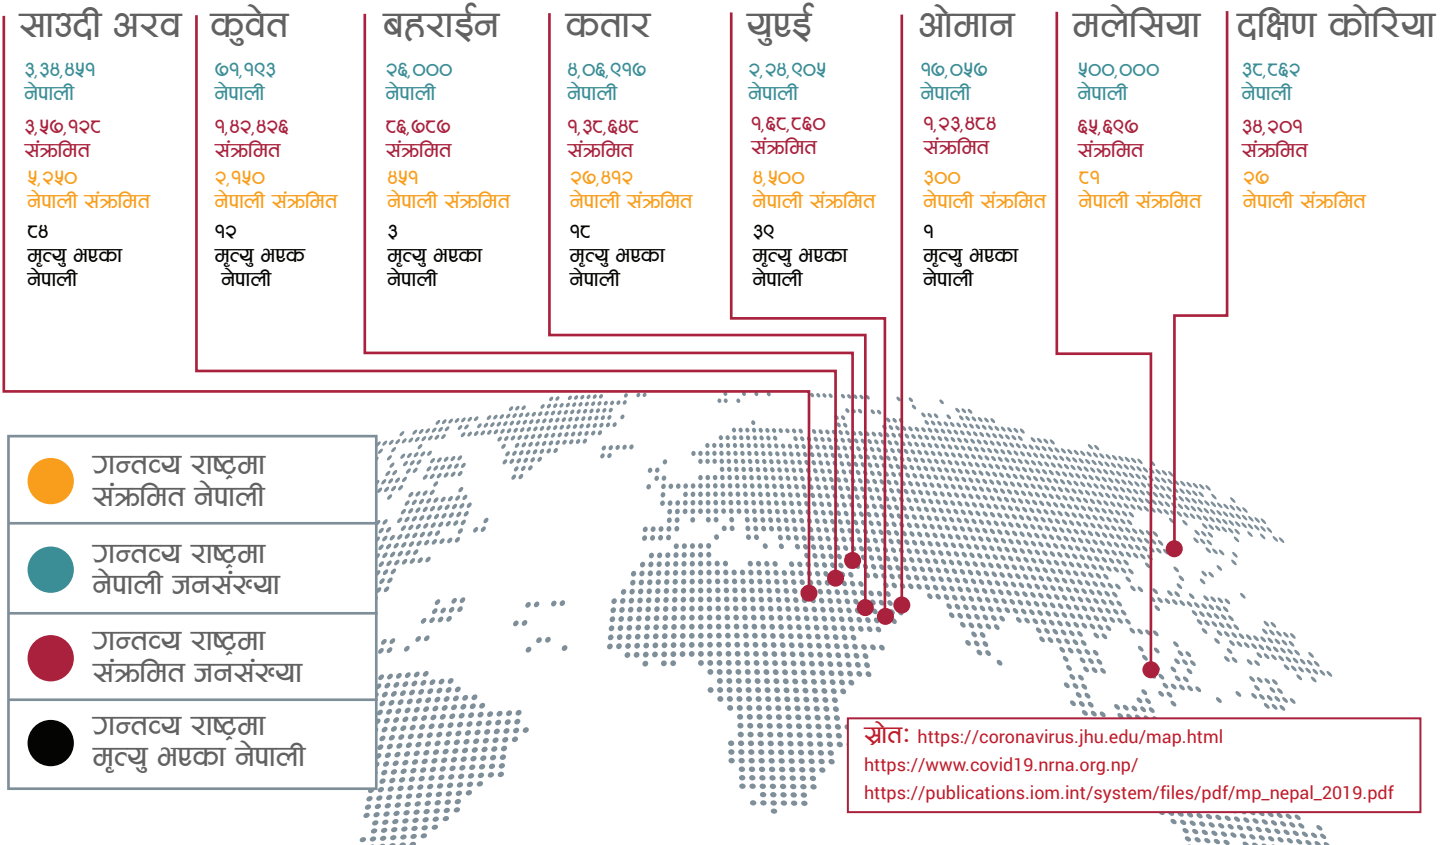 साउदी अरव
३,३४,४५१
नेपाली
३,५७,१२८
संक्रमित
५,२५०
नेपाली संक्रमित
८४
मृत्यु भएका
नेपाली
कुवेत
७१,१९३
नेपाली
१,४२,४२६
संक्रमित
२,१५०
नेपाली संक्रमित
१२
मृत्यु भएक
नेपाली
बहराईन
२६,०००
नेपाली
८६,७८७
संक्रमित
४५१
नेपाली संक्रमित
३
मृत्यु भएका
नेपाली
कतार
४,०६,९१७
नेपाली
१,३८,६४८
संक्रमित
२७,४१२
नेपाली संक्रमित
१८
मृत्यु भएका
नेपाली
युएई
२,२४,९०५
नेपाली
१,६८,८६०
संक्रमित
४,५००
नेपाली संक्रमित
३९
मृत्यु भएका
नेपाली
ओमान
१७,०५७
नेपाली
१,२३,४८४
संक्रमित
३००
नेपाली संक्रमित
१
मृत्यु भएका
नेपाली
मलेसिया
५००,०००
नेपाली
६५,६९७
संक्रमित
८१
नेपाली संक्रमित
दक्षिण कोरिया
३८,८६२
नेपाली
३४,२०१
संक्रमित
२७
नेपाली संक्रमित
गन्तव्य राष्ट्रमा
संक्रमित नेपाली
गन्तव्य राष्ट्रमा
नेपाली जनसंख्या
गन्तव्य राष्ट्रमा
संक्रमित जनसंख्या
गन्तव्य राष्ट्रमा
मृत्यु भएका नेपाली
स्रोत: https://coronavirus.jhu.edu/map.html
https://www.covid19.nrna.org.np/
https://publications.iom.int/system/files/pdf/mp_nepal_2019.pdf